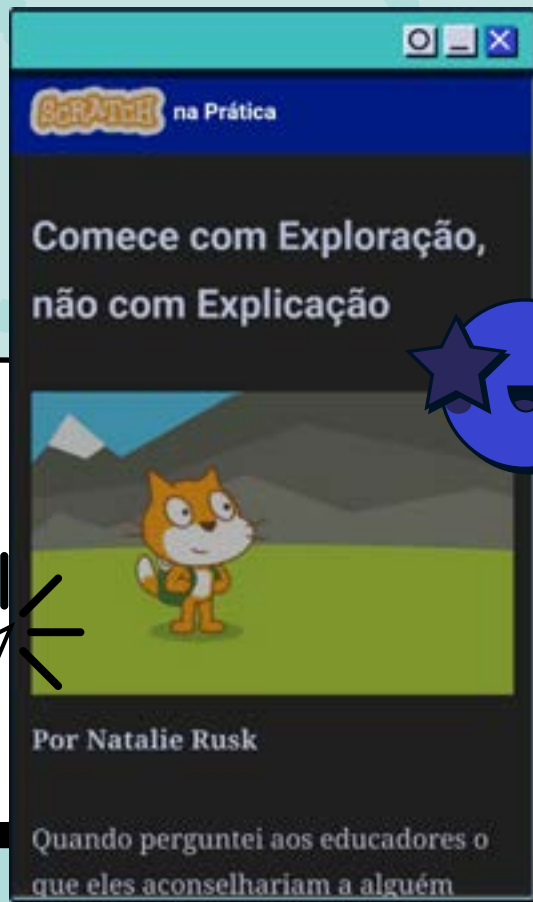 SCRATCH na Prática
Comece com Exploração,
não com Explicação
Por Natalie Rusk
Quando perguntei aos educadores o
que eles aconselhariam a alguém